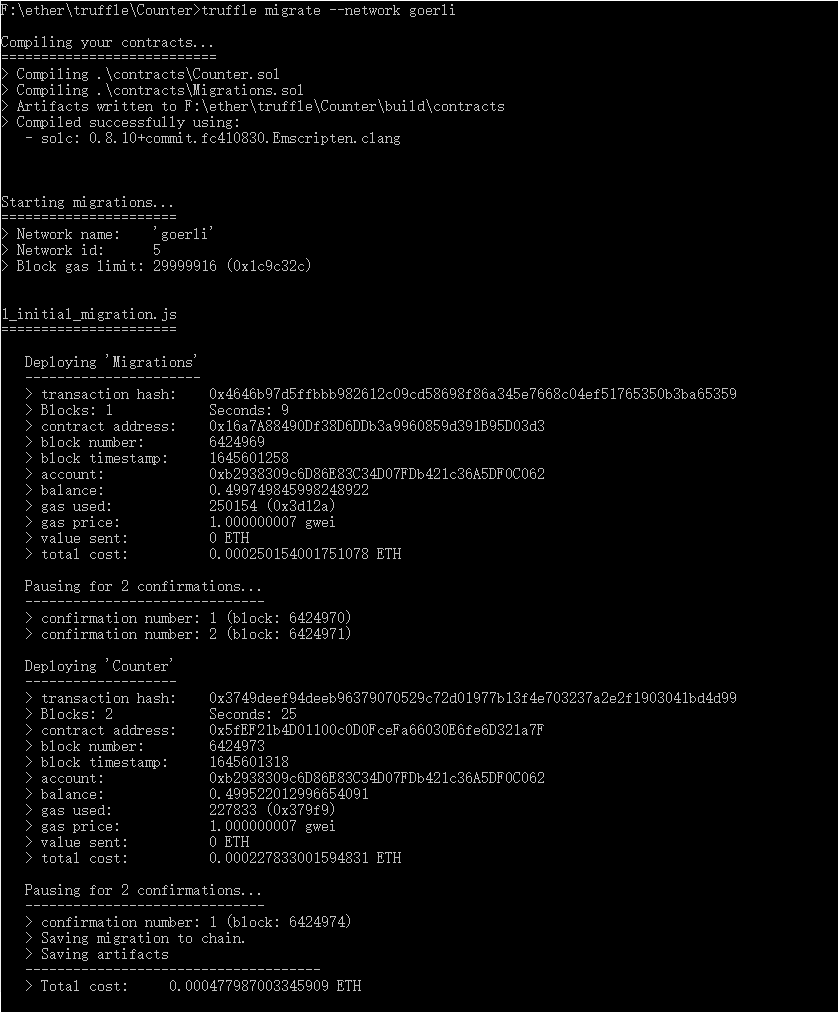 F:\ether\truffle\Counter>truffle migrate --network goerli
Compiling your contracts...
===========================
> Compiling .\contracts\Counter.sol
> Compiling .\contracts\Migrations.sol
> Artifacts written to F:\ether\truffle\Counter\build\contracts
> Compiled successfully using:
   - solc: 0.8.10+commit.fc410830.Emscripten.clang
Starting migrations...
======================
> Network name:    'goerli'
> Network id:      5
> Block gas limit: 29999916 (0x1c9c32c)
1_initial_migration.js
======================
   Deploying 'Migrations'
   ----------------------
   > transaction hash:    0x4646b97d5ffbbb982612c09cd58698f86a345e7668c04ef51765350b3ba65359
   > Blocks: 1            Seconds: 9
   > contract address:    0x16a7A88490Df38D6DDb3a9960859d391B95D03d3
   > block number:        6424969
   > block timestamp:     1645601258
   > account:             0xb2938309c6D86E83C34D07FDb421c36A5DF0C062
   > balance:             0.499749845998248922
   > gas used:            250154 (0x3d12a)
   > gas price:           1.000000007 gwei
   > value sent:          0 ETH
   > total cost:          0.000250154001751078 ETH
   Pausing for 2 confirmations...
   ------------------------------
   > confirmation number: 1 (block: 6424970)
   > confirmation number: 2 (block: 6424971)
   Deploying 'Counter'
   -------------------
   > transaction hash:    0x3749deef94deeb96379070529c72d01977b13f4e703237a2e2f1903041bd4d99
   > Blocks: 2            Seconds: 25
   > contract address:    0x5fEF21b4D01100c0D0FceFa66030E6fe6D321a7F
   > block number:        6424973
   > block timestamp:     1645601318
   > account:             0xb2938309c6D86E83C34D07FDb421c36A5DF0C062
   > balance:             0.499522012996654091
   > gas used:            227833 (0x379f9)
   > gas price:           1.000000007 gwei
   > value sent:          0 ETH
   > total cost:          0.000227833001594831 ETH
   Pausing for 2 confirmations...
   ------------------------------
   > confirmation number: 1 (block: 6424974)
   > Saving migration to chain.
   > Saving artifacts
   -------------------------------------
   > Total cost:     0.000477987003345909 ETH